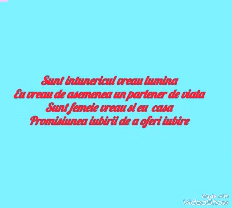 Sunt intunericul vreau lumina
Eu vreau de asemenea un partener de viata
Sunt femeie vreau si eu casa
Promisiunea iubirii de a oferi iubire